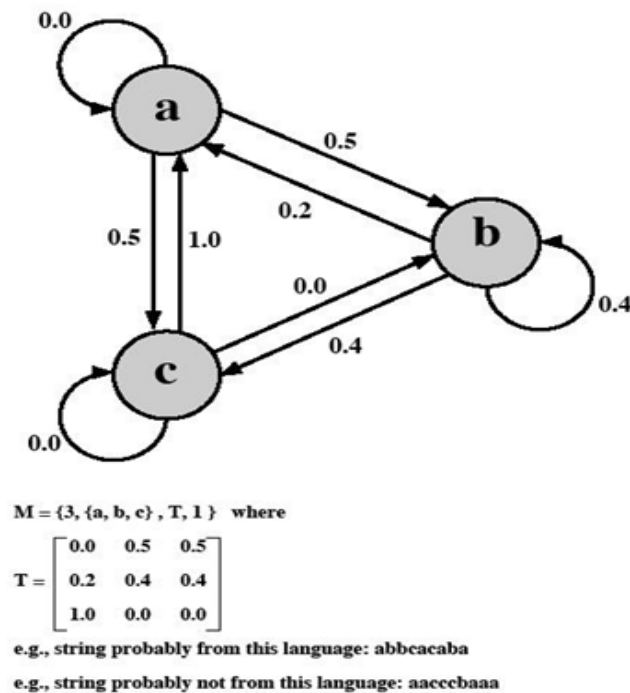 0.0
a
0.5
0.2
b
0.5
1.0
0.0
0.4
0.4
c
0.0
M = {3, {a, b, c} , T, 1 } where
0.0 0.5 0.5
T = 0.2 0.4 0.4
1.0 0.0 0.0
e.g., string probably from this language: abbcacaba
e.g., string probably not from this language: aacccbaaa